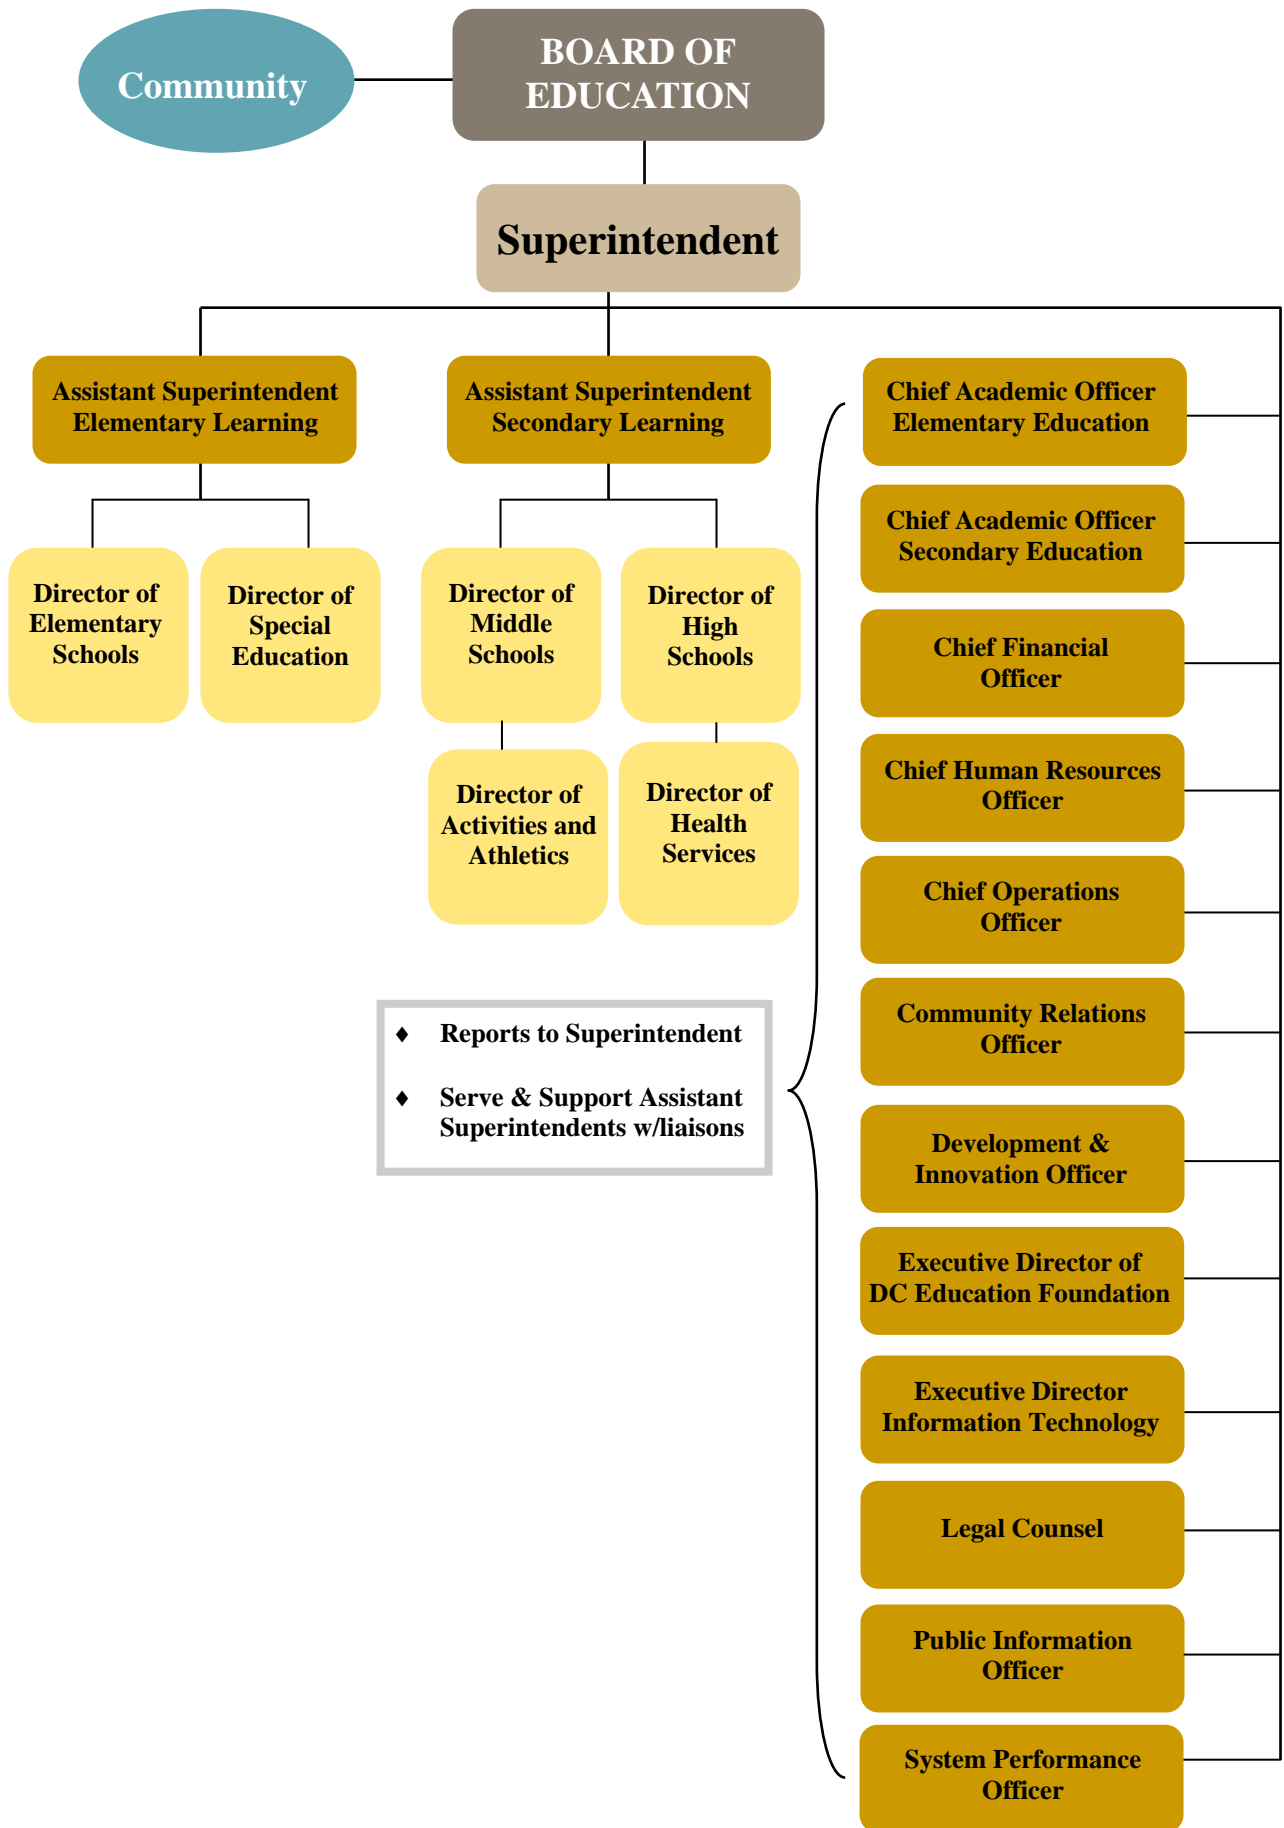 Community
BOARD OF
EDUCATION
Superintendent
Assistant Superintendent
Elementary Learning
Assistant Superintendent
Secondary Learning
Director of
Elementary
Schools
Director of
Special
Education
Director of
Middle
Schools
Director of
High
Schools
Director of
Activities and
Athletics
Director of
Health
Services
♦ Reports to Superintendent
♦ Serve & Support Assistant
Superintendents w/liaisons
Chief Academic Officer
Elementary Education
Chief Academic Officer
Secondary Education
Chief Financial
Officer
Chief Human Resources
Officer
Chief Operations
Officer
Community Relations
Officer
Development &
Innovation Officer
Executive Director of
DC Education Foundation
Executive Director
Information Technology
Legal Counsel
Public Information
Officer
System Performance
Officer